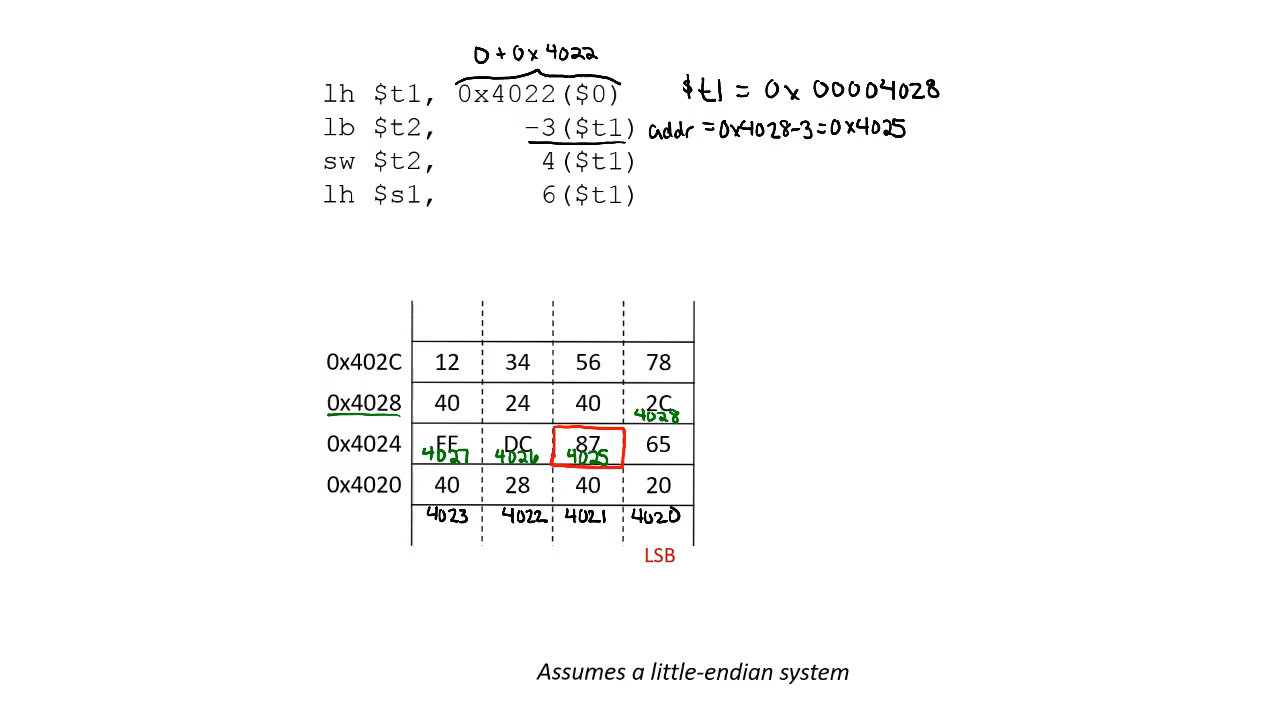 0 + 0x 4022
lh $t1, 0x4022($0) $t1 = 0x 00004028
lb $t2, -3($t1) addr = 0x4028-3 = 0x4025
sw $t2, 4($t1)
lh $s1, 6($t1)
0x402C 12 34 56 78
0x4028 40 24 40 2C
4028
0x4024 FE DC 87 65
4027 4026 4025
0x4020 40 28 40 20
4023 4022 4021 4020
LSB
Assumes a little-endian system